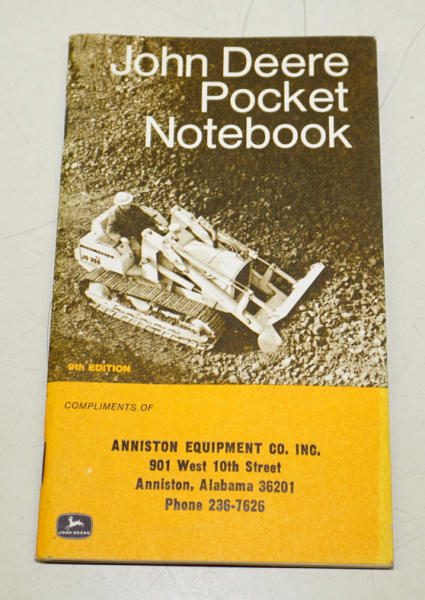 John Deere
Pocket
Notebook
9th EDITION
COMPLIMENTS OF
ANNISTON EQUIPMENT CO. INC.
901 West 10th Street
Anniston, Alabama 36201
Phone 236-7626
JOHN DEERE